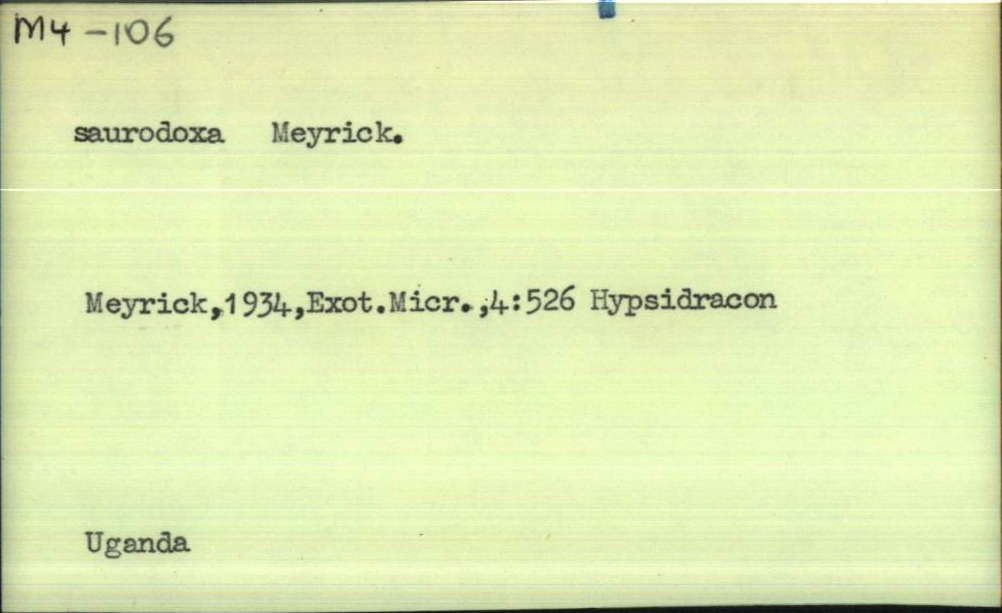 M4-106
saurodoxa Meyrick.
Meyrick,1934,Exot.Micr.,4:526 Hypsidracon
Uganda